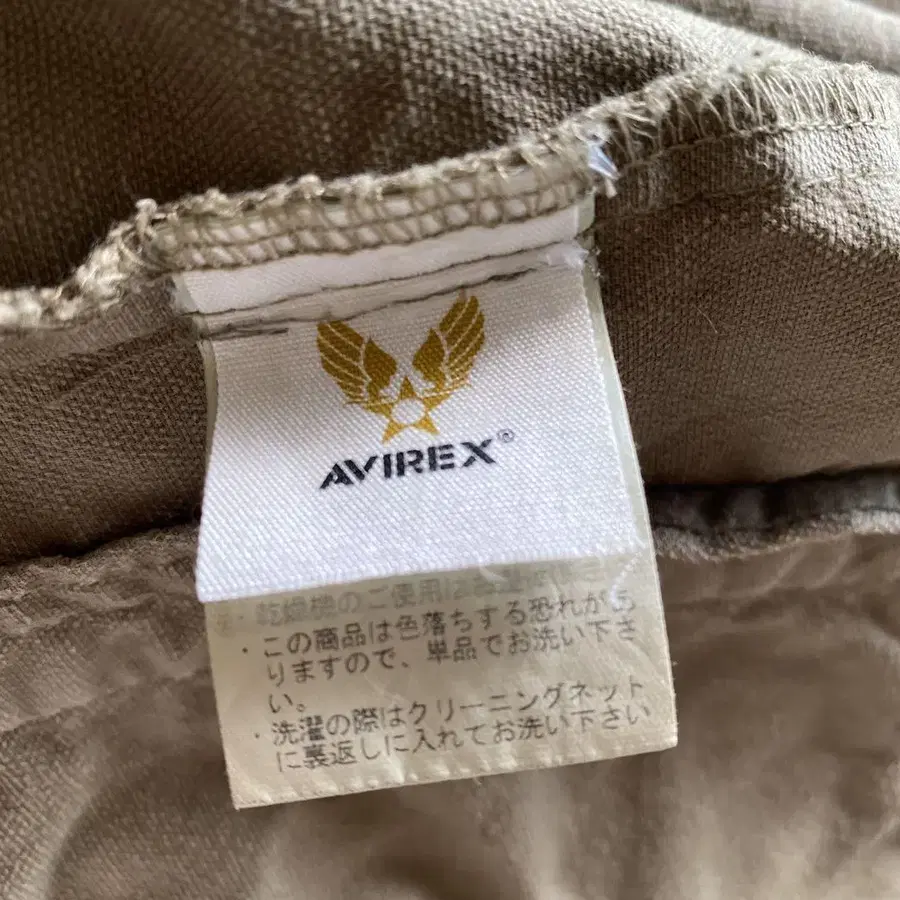 AVIREX®
・乾燥機のご使用はお
・この商品は色落ちする恐れがあ
りますので、単品でお洗い下さ
い。
・洗濯の際はクリーニングネット
に裏返しに入れてお洗い下さい